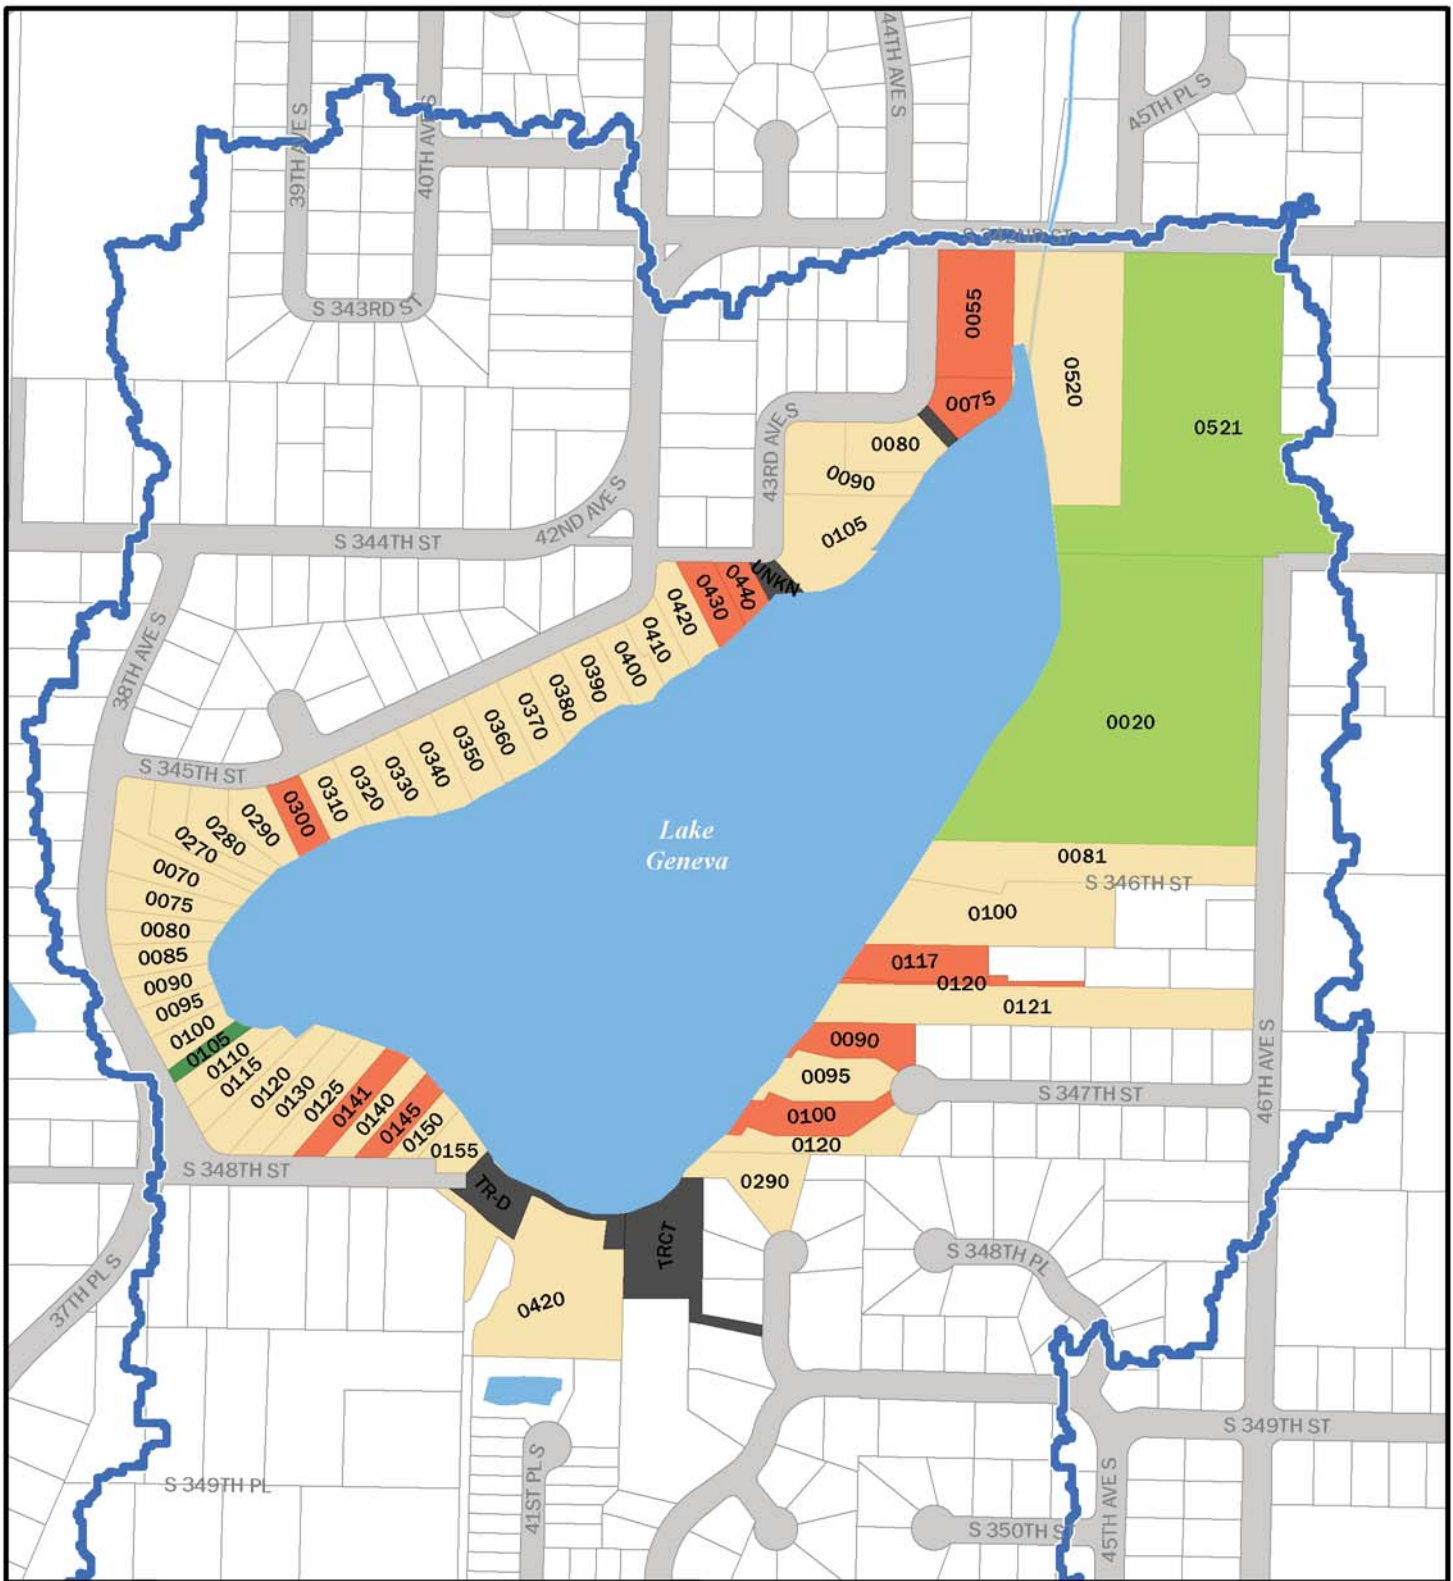 44TH AVE S
45TH PL S
39TH AVE S
40TH AVE S
S 342ND ST
S 343RD ST
0055
0075
0520
0521
43RD AVE S
0080
0090
0105
42ND AVE S
S 344TH ST
UNKN
0440
0430
0420
0410
0400
0390
0380
0370
0360
0350
0340
0330
0320
0310
0300
0290
0280
0270
38TH AVE S
S 345TH ST
0020
Lake
Geneva
0081
S 346TH ST
0100
0070
0075
0080
0085
0090
0095
0100
0105
0110
0115
0120
0130
0125
0141
0140
0145
0150
0155
0117
0120
0121
0090
0095
0100
0120
0290
S 347TH ST
46TH AVE S
S 348TH ST
TR-D
TRCT
0420
S 348TH PL
37TH PL S
S 349TH ST
S 349TH PL
41ST PL S
45TH AVE S
S 350TH ST